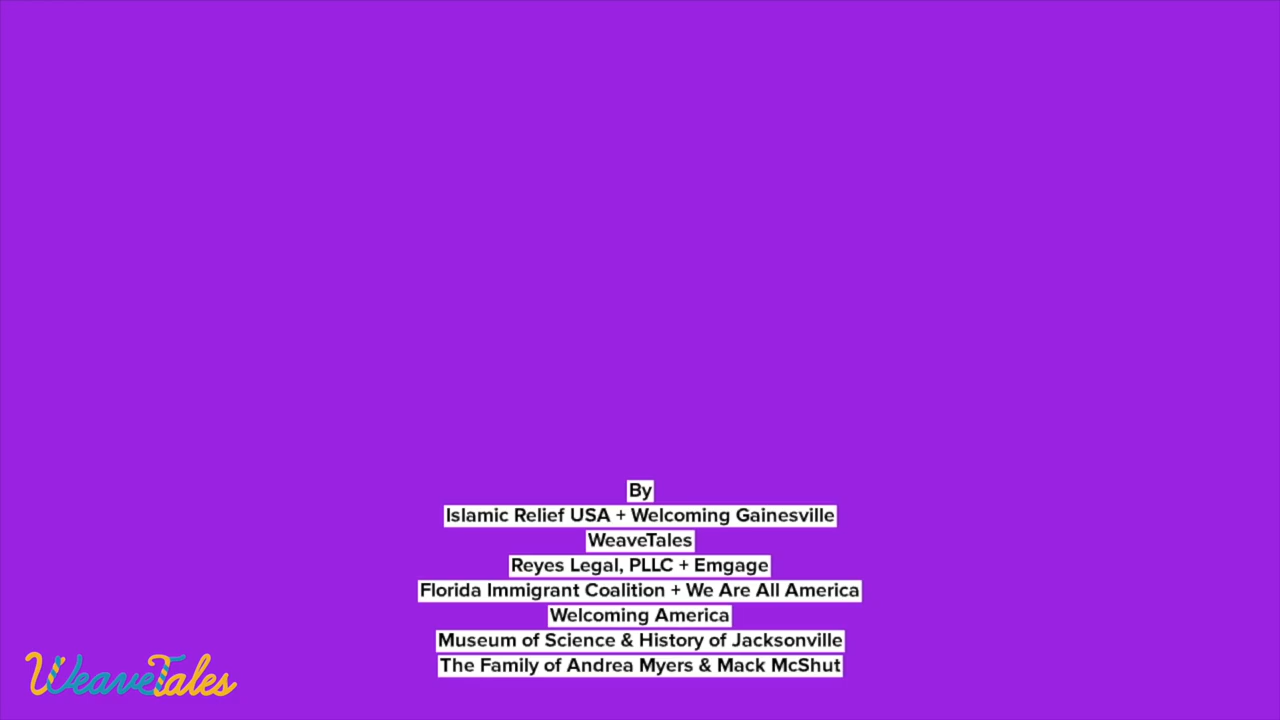 By
Islamic Relief USA + Welcoming Gainesville
WeaveTales
Reyes Legal, PLLC + Emgage
Florida Immigrant Coalition + We Are All America
Welcoming America
Museum of Science & History of Jacksonville
The Family of Andrea Myers & Mack McShut
WeaveTales